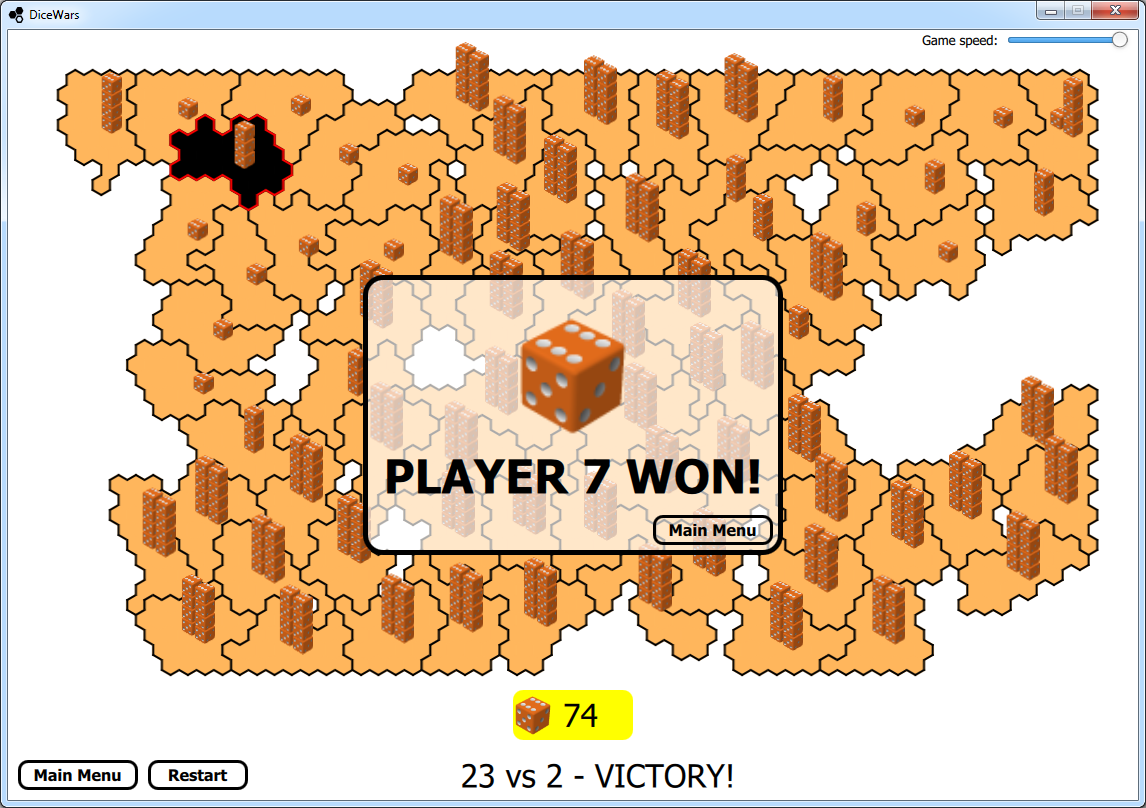 DiceWars
Game speed:
PLAYER 7 WON!
Main Menu
74
23 vs 2 - VICTORY!
Main Menu
Restart